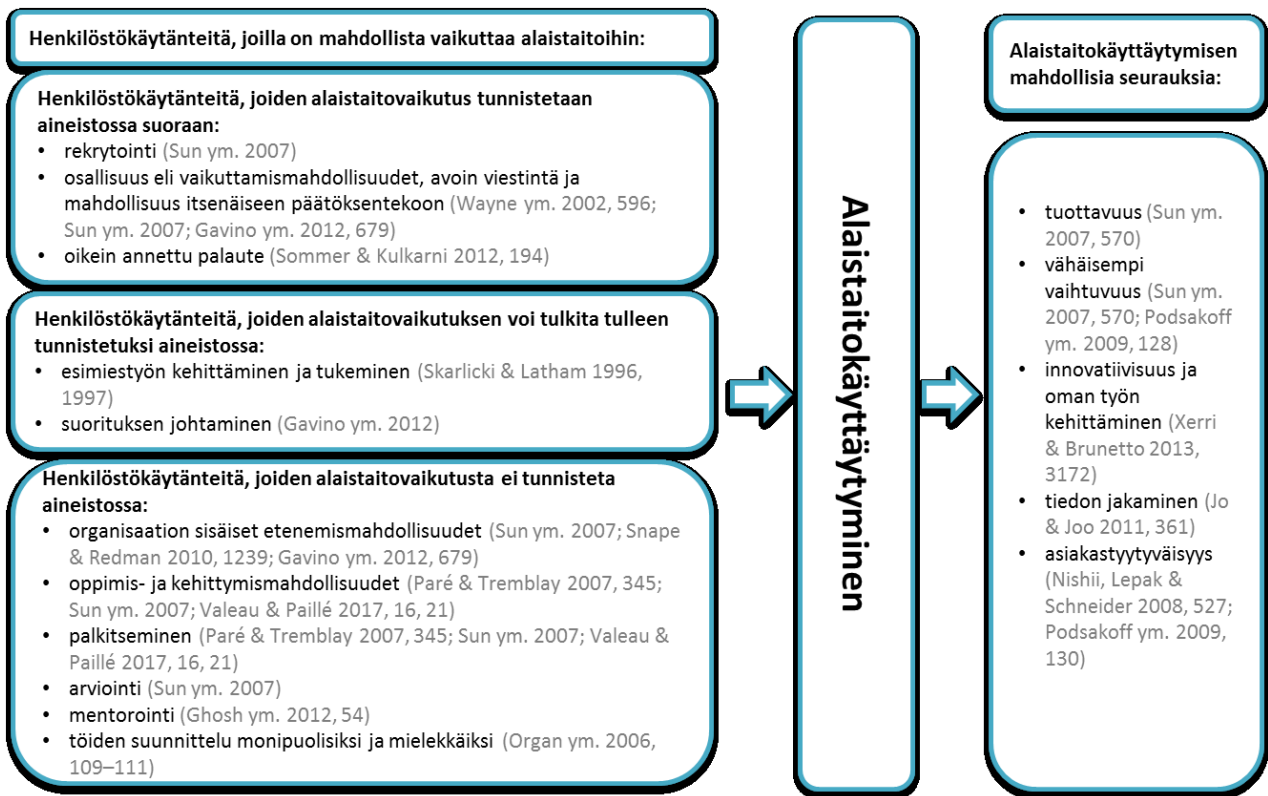 Henkilöstökäytänteitä, joilla on mahdollista vaikuttaa alaistaitoihin:
Henkilöstökäytänteitä, joiden alaistaitovaikutus tunnistetaan
aineistossa suoraan:
• rekrytointi (Sun ym. 2007)
• osallisuus eli vaikuttamismahdollisuudet, avoin viestintä ja
mahdollisuus itsenäiseen päätöksentekoon (Wayne ym. 2002, 596;
Sun ym. 2007; Gavino ym. 2012, 679)
• oikein annettu palaute (Sommer & Kulkarni 2012, 194)
Henkilöstökäytänteitä, joiden alaistaitovaikutuksen voi tulkita tulleen
tunnistetuksi aineistossa:
• esimiestyön kehittäminen ja tukeminen (Skarlicki & Latham 1996,
1997)
• suorituksen johtaminen (Gavino ym. 2012)
Henkilöstökäytänteitä, joiden alaistaitovaikutusta ei tunnisteta
aineistossa:
• organisaation sisäiset etenemismahdollisuudet (Sun ym. 2007; Snape
& Redman 2010, 1239; Gavino ym. 2012, 679)
• oppimis- ja kehittymismahdollisuudet (Paré & Tremblay 2007, 345;
Sun ym. 2007; Valeau & Paillé 2017, 16, 21)
• palkitseminen (Paré & Tremblay 2007, 345; Sun ym. 2007; Valeau &
Paillé 2017, 16, 21)
• arviointi (Sun ym. 2007)
• mentorointi (Ghosh ym. 2012, 54)
• töiden suunnittelu monipuolisiksi ja mielekkäiksi (Organ ym. 2006,
109–111)
Alaistaitokäyttäytyminen
Alaistaitokäyttäytymisen
mahdollisia seurauksia:
• tuottavuus (Sun ym.
2007, 570)
• vähäisempi
vaihtuvuus (Sun ym.
2007, 570; Podsakoff
ym. 2009, 128)
• innovatiivisuus ja
oman työn
kehittäminen (Xerri
& Brunetto 2013,
3172)
• tiedon jakaminen (Jo
& Joo 2011, 361)
• asiakastyytyväisyys
(Nishii, Lepak &
Schneider 2008, 527;
Podsakoff ym. 2009,
130)